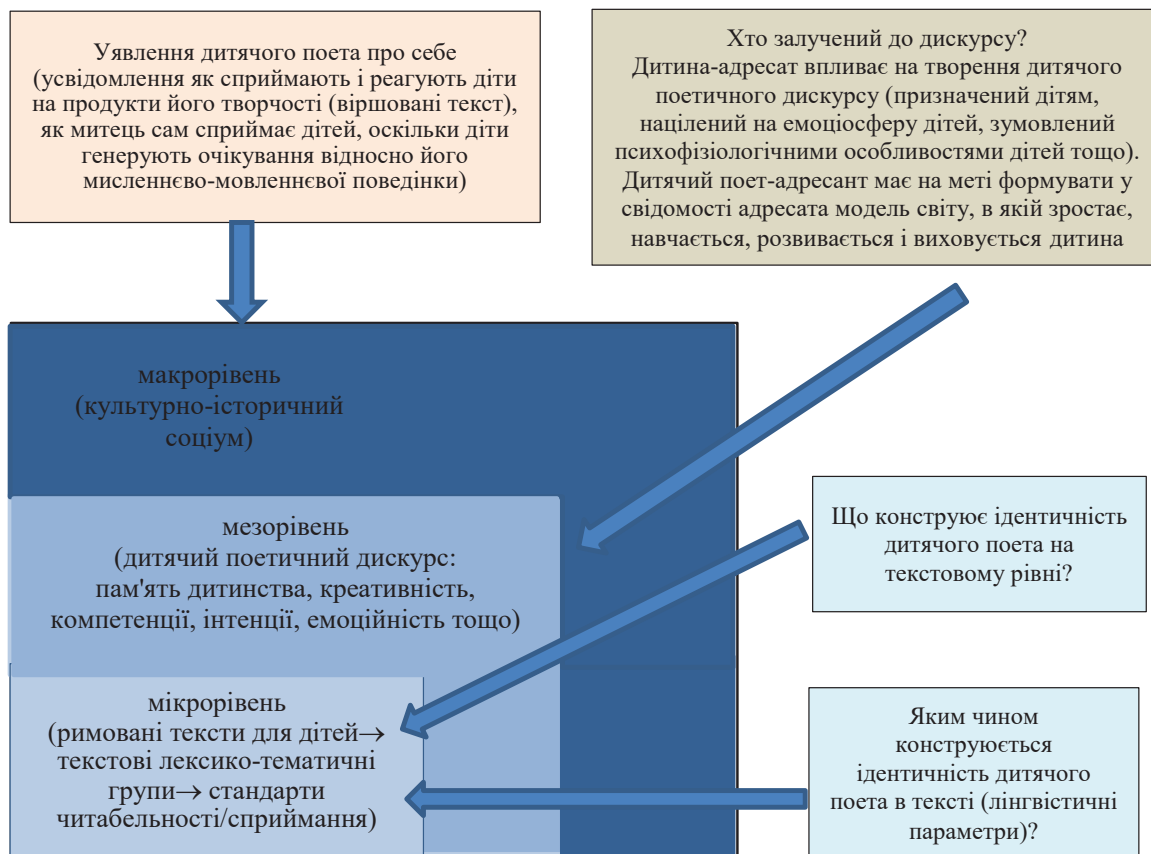 Уявлення дитячого поета про себе
(усвідомлення як сприймають і реагують діти
на продукти його творчості (віршовані текст),
як митець сам сприймає дітей, оскільки діти
генерують очікування відносно його
мисленнєво-мовленнєвої поведінки)
Хто залучений до дискурсу?
Дитина-адресат впливає на творення дитячого
поетичного дискурсу (призначений дітям,
націлений на емоціосферу дітей, зумовлений
психофізіологічними особливостями дітей тощо).
Дитячий поет-адресант має на меті формувати у
свідомості адресата модель світу, в якій зростає,
навчається, розвивається і виховується дитина
макрорівень
(культурно-історичний
соціум)
мезорівень
(дитячий поетичний дискурс:
пам'ять дитинства, креативність,
компетенції, інтенції, емоційність тощо)
Що конструює ідентичність
дитячого поета на
текстовому рівні?
мікрорівень
(римовані тексти для дітей→
текстові лексико-тематичні
групи→ стандарти
читабельності/сприймання)
Яким чином
конструюється
ідентичність дитячого
поета в тексті (лінгвістичні
параметри)?